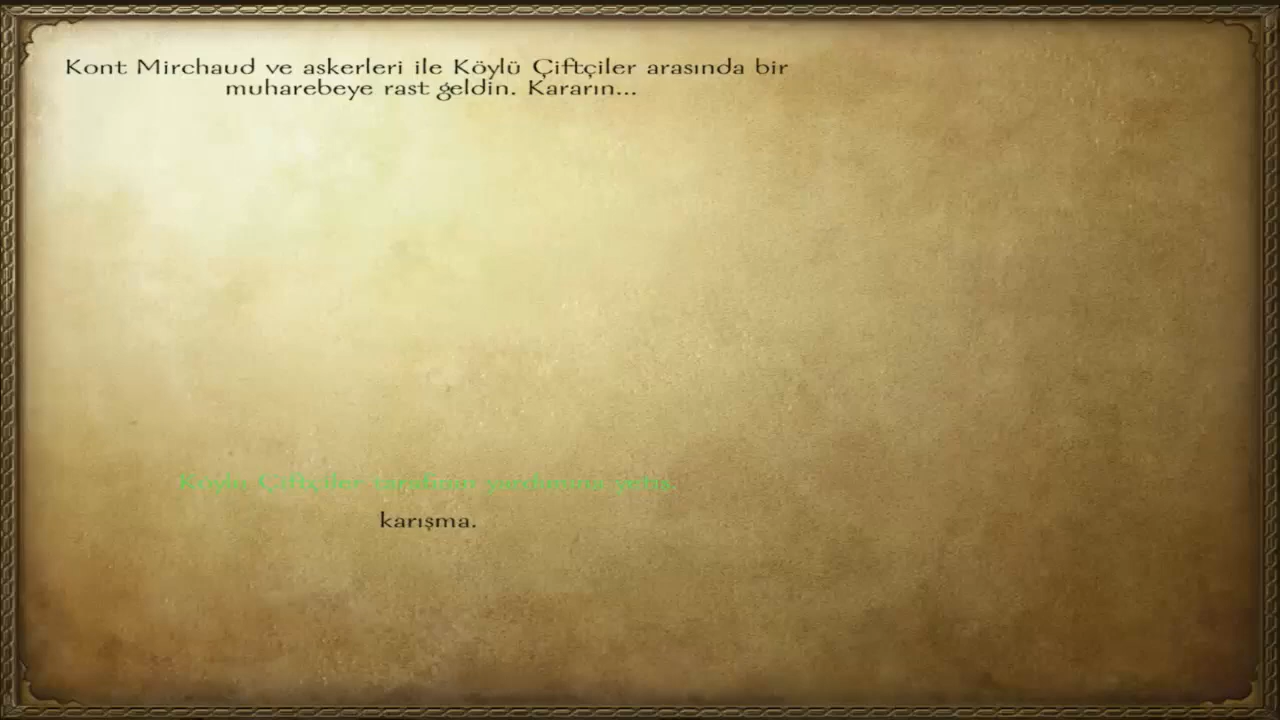 Kont Mirchaud ve askerleri ile Köylü Çiftçiler arasında bir
muharebeye rast geldin. Kararın...
Köylü Çiftçiler tarafının yardımına yetiş.
karışma.